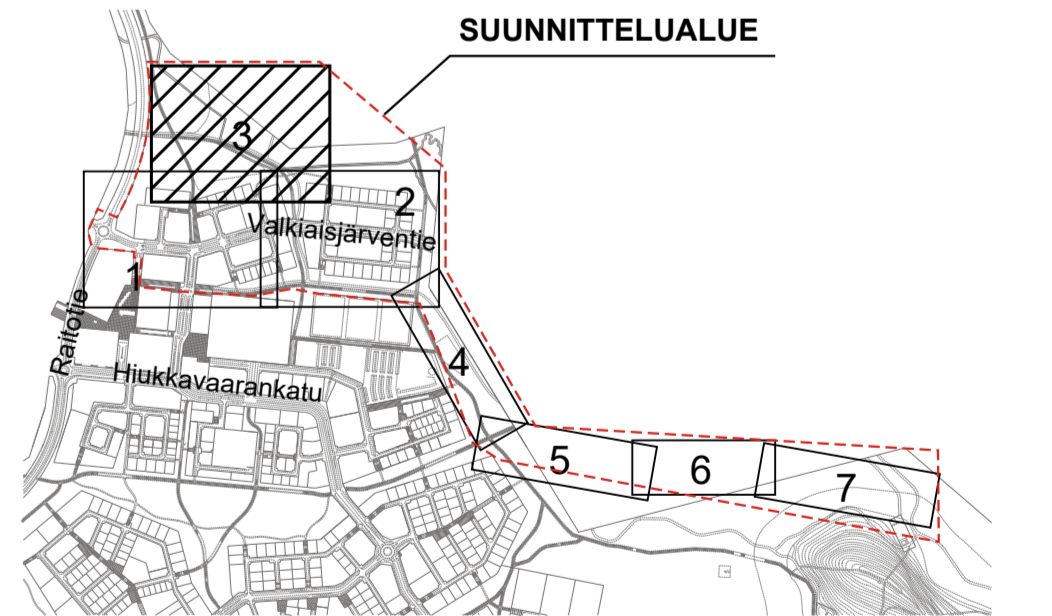 SUUNNITTELUALUE
3
2
Valkiaisjärventie
1
Raitotie
Hiukkavaarankatu
4
5
6
7